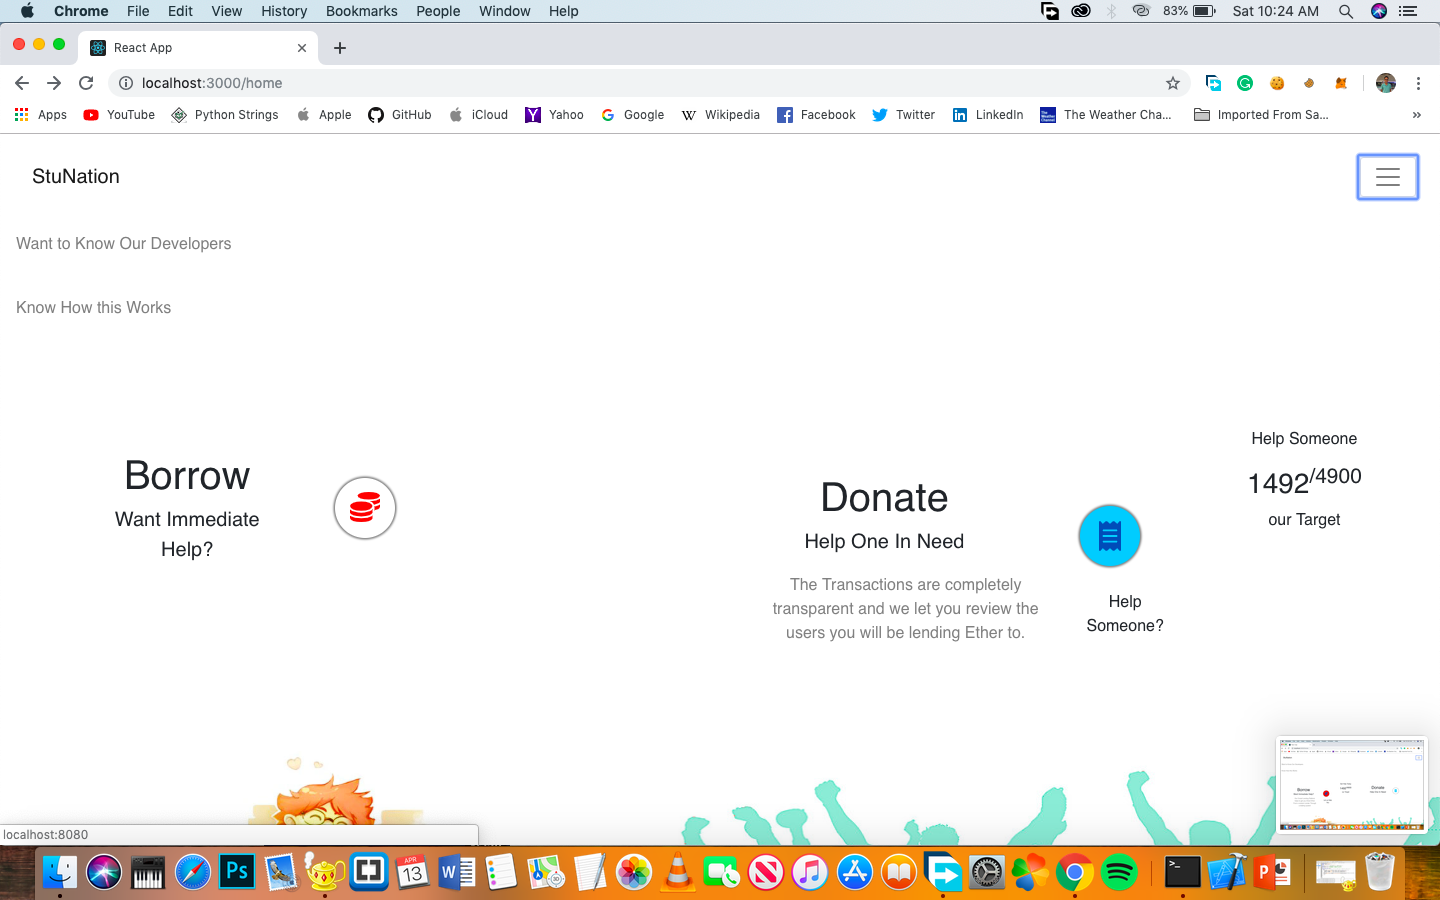 Chrome File Edit View History Bookmarks People Window Help 83% Sat 10:24 AM
React App
localhost:3000/home
Apps YouTube Python Strings Apple GitHub iCloud Yahoo Google Wikipedia Facebook Twitter LinkedIn The Weather Cha... Imported From Sa... »
StuNation
Want to Know Our Developers
Know How this Works
Borrow
Want Immediate
Help?
Donate
Help One In Need
The Transactions are completely
transparent and we let you review the
users you will be lending Ether to.
Help
Someone?
Help Someone
1492/4900
our Target
localhost:8080
Ps
APR
13